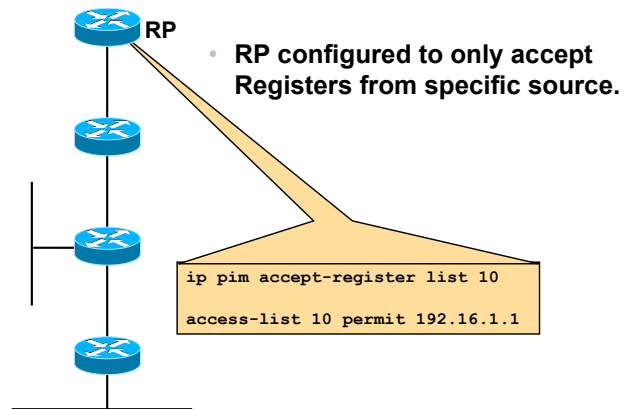 RP
• RP configured to only accept
Registers from specific source.
ip pim accept-register list 10
access-list 10 permit 192.16.1.1